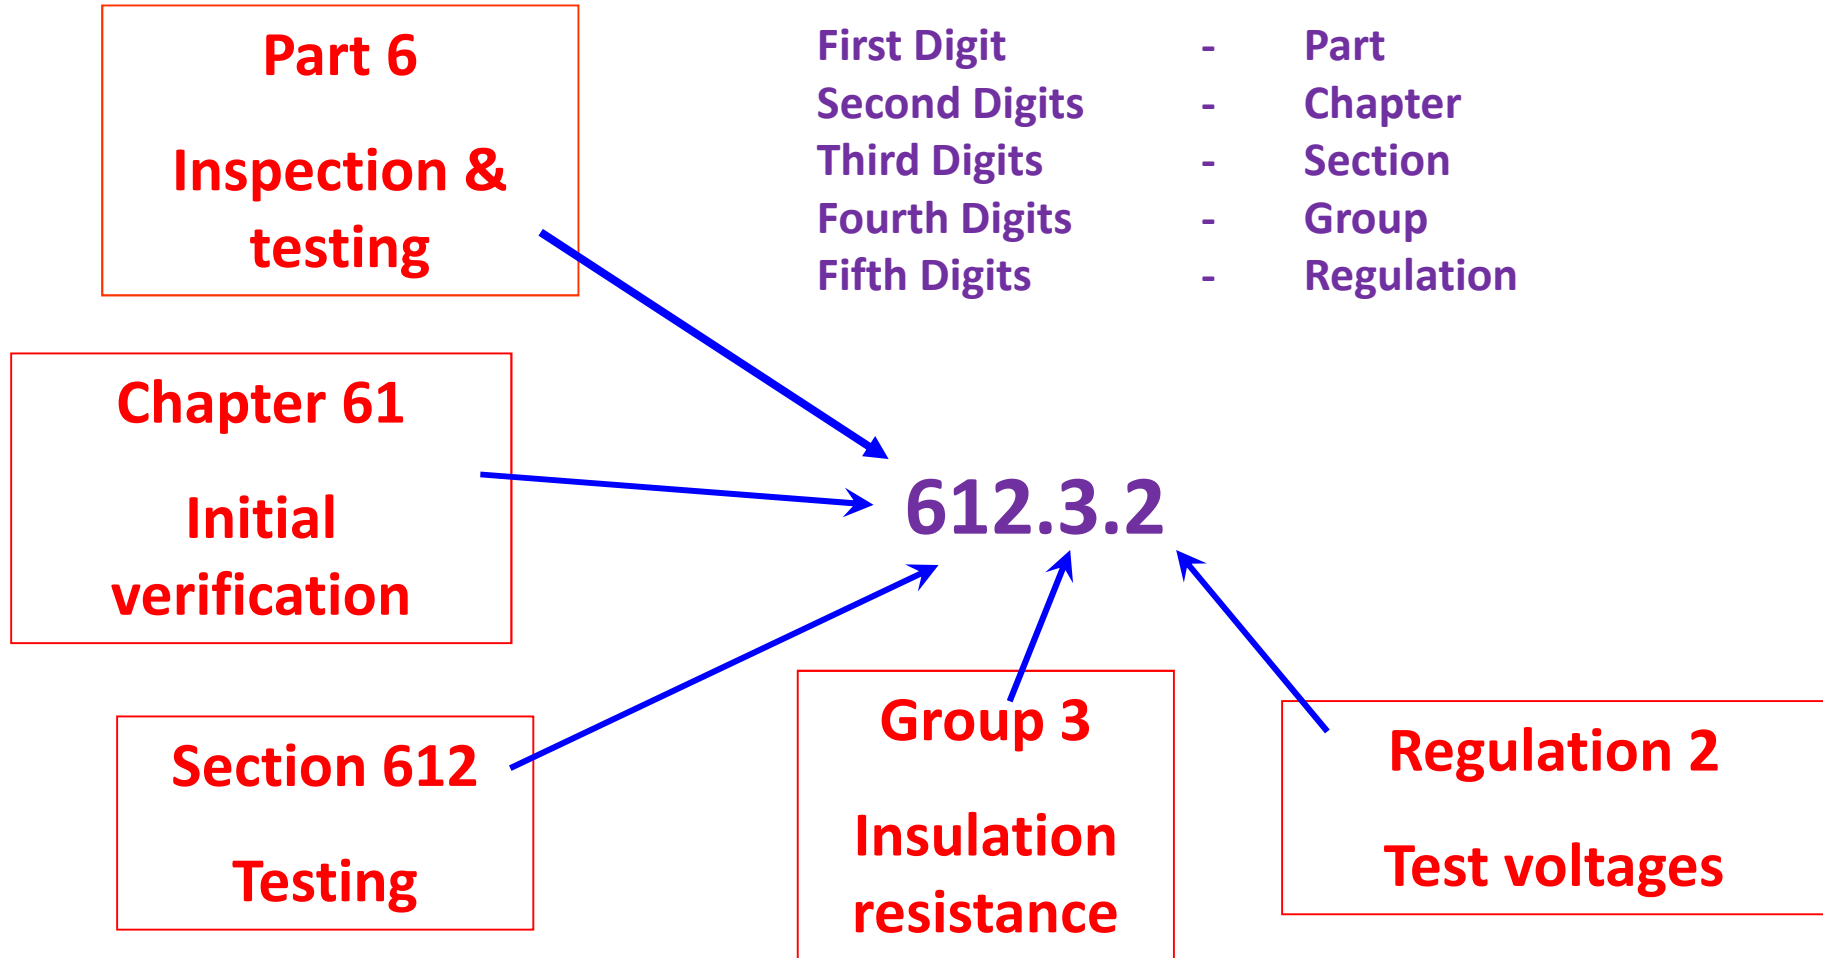 Part 6
Inspection &
testing
First Digit - Part
Second Digits - Chapter
Third Digits - Section
Fourth Digits - Group
Fifth Digits - Regulation
Chapter 61
Initial
verification
612.3.2
Section 612
Testing
Group 3
Insulation
resistance
Regulation 2
Test voltages